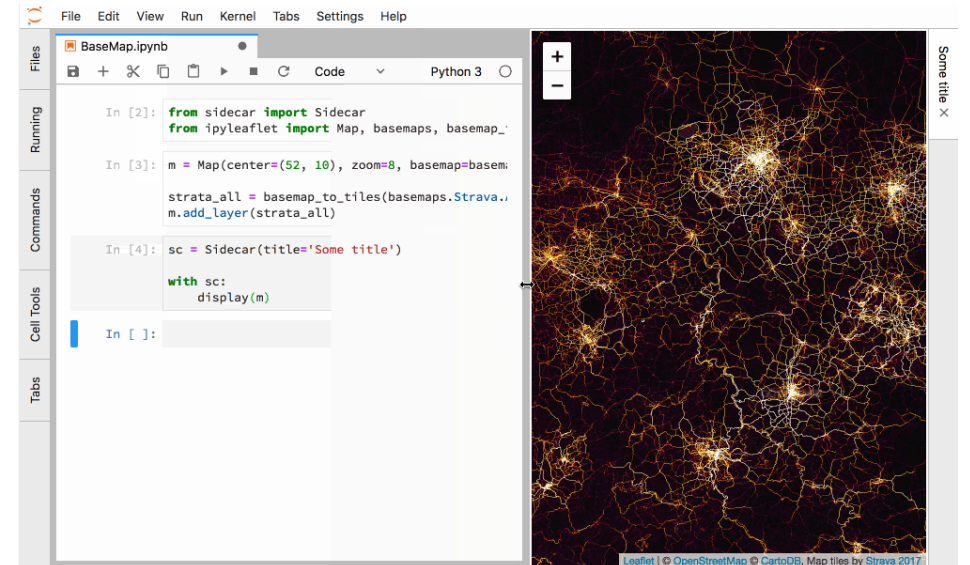 File Edit View Run Kernel Tabs Settings Help
Files
Running
Commands
Cell Tools
Tabs
BaseMap.ipynb
Code
Python 3
In [2]:
from sidecar import Sidecar
from ipyleaflet import Map, basemaps, basemap_
In [3]:
m = Map(center=(52, 10), zoom=8, basemap=basema
strata_all = basemap_to_tiles(basemaps.Strava.
m.add_layer(strata_all)
In [4]:
sc = Sidecar(title='Some title')
with sc:
display(m)
In [ ]:
+
−
Leaflet | © OpenStreetMap © CartoDB, Map tiles by Strava 2017
Some title ×